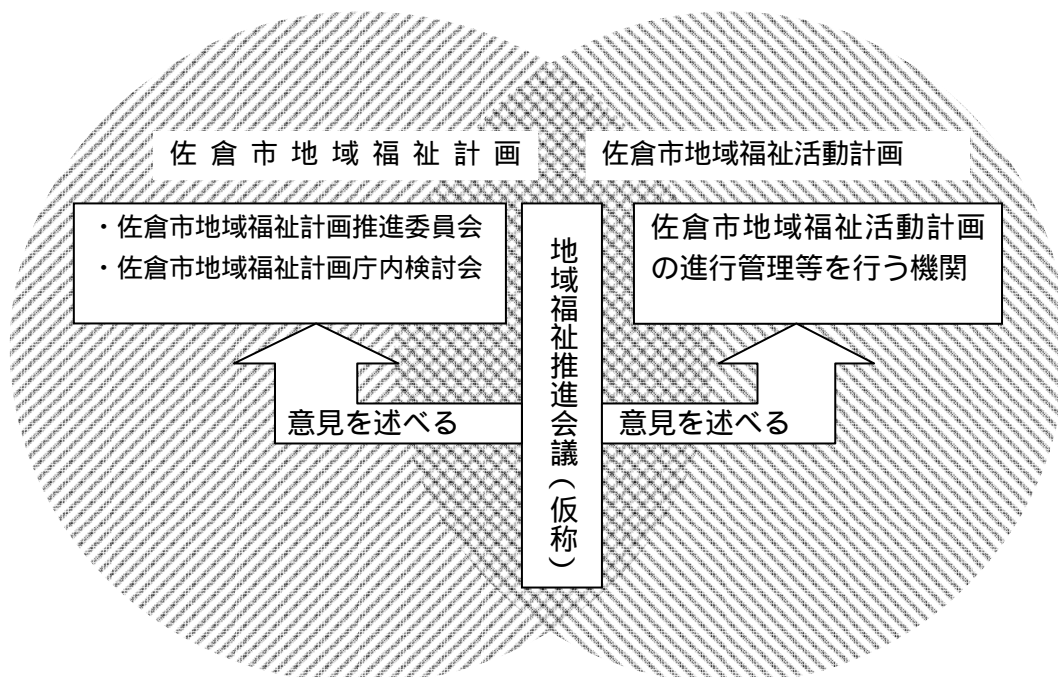 佐倉市地域福祉計画
佐倉市地域福祉活動計画
・佐倉市地域福祉計画推進委員会
・佐倉市地域福祉計画庁内検討会
地域福祉推進会議(仮称)
佐倉市地域福祉活動計画
の進行管理等を行う機関
意見を述べる
意見を述べる